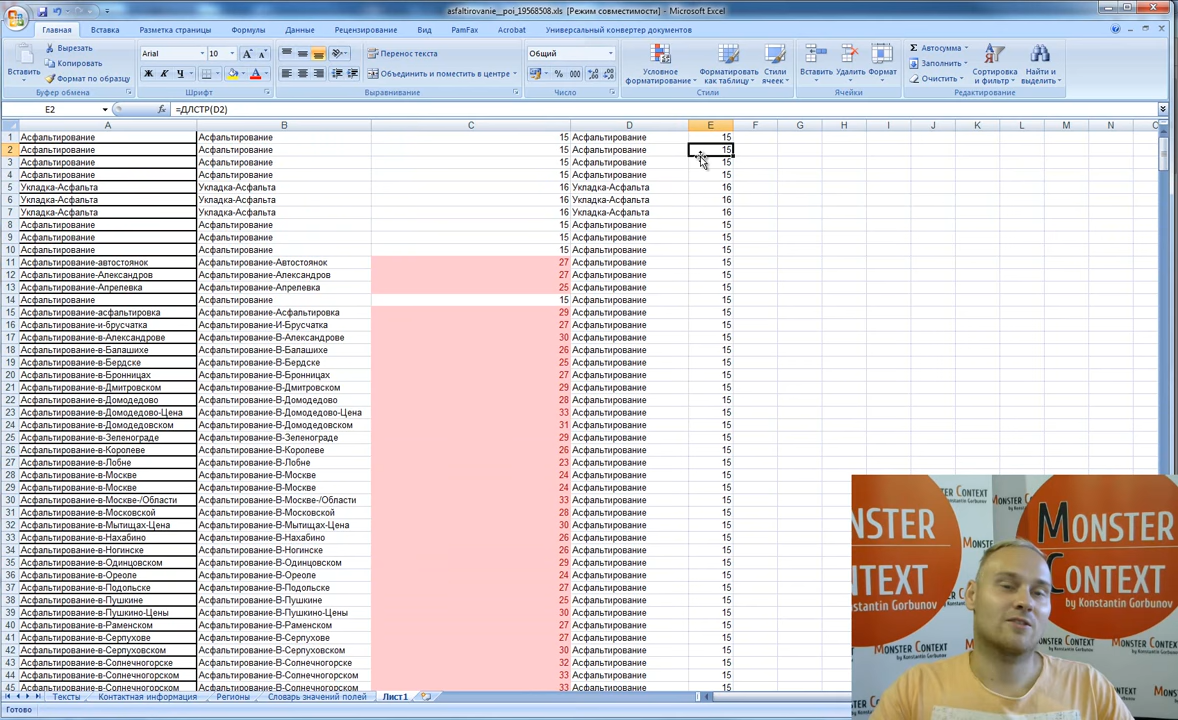 asfaltirovanie__poi_19568508.xls [Режим совместимости] - Microsoft Excel
Главная Вставка Разметка страницы Формулы Данные Рецензирование Вид PamFax Acrobat Универсальный конвертер документов
Вставить
Вырезать
Копировать
Формат по образцу
Буфер обмена
Arial 10
Ж К Ч
Шрифт
Перенос текста
Объединить и поместить в центре
Выравнивание
Общий
% 000
Число
Условное форматирование
Форматировать как таблицу
Стили ячеек
Стили
Вставить Удалить Формат
Ячейки
Σ Автосумма
Заполнить
Очистить
Сортировка и фильтр
Найти и выделить
Редактирование
E2 fx =ДЛСТР(D2)
A B C D E F G H I J K L M N
1 Асфальтирование Асфальтирование 15 Асфальтирование 15
2 Асфальтирование Асфальтирование 15 Асфальтирование 15
3 Асфальтирование Асфальтирование 15 Асфальтирование 15
4 Асфальтирование Асфальтирование 15 Асфальтирование 15
5 Укладка-Асфальта Укладка-Асфальта 16 Укладка-Асфальта 16
6 Укладка-Асфальта Укладка-Асфальта 16 Укладка-Асфальта 16
7 Укладка-Асфальта Укладка-Асфальта 16 Укладка-Асфальта 16
8 Асфальтирование Асфальтирование 15 Асфальтирование 15
9 Асфальтирование Асфальтирование 15 Асфальтирование 15
10 Асфальтирование Асфальтирование 15 Асфальтирование 15
11 Асфальтирование-автостоянок Асфальтирование-Автостоянок 27 Асфальтирование 15
12 Асфальтирование-Александров Асфальтирование-Александров 27 Асфальтирование 15
13 Асфальтирование-Апрелевка Асфальтирование-Апрелевка 25 Асфальтирование 15
14 Асфальтирование Асфальтирование 15 Асфальтирование 15
15 Асфальтирование-асфальтировка Асфальтирование-Асфальтировка 29 Асфальтирование 15
16 Асфальтирование-и-брусчатка Асфальтирование-И-Брусчатка 27 Асфальтирование 15
17 Асфальтирование-в-Александрове Асфальтирование-В-Александрове 30 Асфальтирование 15
18 Асфальтирование-в-Балашихе Асфальтирование-В-Балашихе 26 Асфальтирование 15
19 Асфальтирование-в-Бердске Асфальтирование-В-Бердске 25 Асфальтирование 15
20 Асфальтирование-в-Бронницах Асфальтирование-В-Бронницах 27 Асфальтирование 15
21 Асфальтирование-в-Дмитровском Асфальтирование-В-Дмитровском 29 Асфальтирование 15
22 Асфальтирование-в-Домодедово Асфальтирование-В-Домодедово 28 Асфальтирование 15
23 Асфальтирование-в-Домодедово-Цена Асфальтирование-В-Домодедово-Цена 33 Асфальтирование 15
24 Асфальтирование-в-Домодедовском Асфальтирование-В-Домодедовском 31 Асфальтирование 15
25 Асфальтирование-в-Зеленограде Асфальтирование-В-Зеленограде 29 Асфальтирование 15
26 Асфальтирование-в-Королеве Асфальтирование-В-Королеве 26 Асфальтирование 15
27 Асфальтирование-в-Лобне Асфальтирование-В-Лобне 23 Асфальтирование 15
28 Асфальтирование-в-Москве Асфальтирование-В-Москве 24 Асфальтирование 15
29 Асфальтирование-в-Москве Асфальтирование-В-Москве 24 Асфальтирование 15
30 Асфальтирование-в-Москве-/Области Асфальтирование-В-Москве-/Области 33 Асфальтирование 15
31 Асфальтирование-в-Московской Асфальтирование-В-Московской 28 Асфальтирование 15
32 Асфальтирование-в-Мытищах-Цена Асфальтирование-В-Мытищах-Цена 30 Асфальтирование 15
33 Асфальтирование-в-Нахабино Асфальтирование-В-Нахабино 26 Асфальтирование 15
34 Асфальтирование-в-Ногинске Асфальтирование-В-Ногинске 26 Асфальтирование 15
35 Асфальтирование-в-Одинцовском Асфальтирование-В-Одинцовском 29 Асфальтирование 15
36 Асфальтирование-в-Ореоле Асфальтирование-В-Ореоле 24 Асфальтирование 15
37 Асфальтирование-в-Подольске Асфальтирование-В-Подольске 27 Асфальтирование 15
38 Асфальтирование-в-Пушкине Асфальтирование-В-Пушкине 25 Асфальтирование 15
39 Асфальтирование-в-Пушкино-Цены Асфальтирование-В-Пушкино-Цены 30 Асфальтирование 15
40 Асфальтирование-в-Раменском Асфальтирование-В-Раменском 27 Асфальтирование 15
41 Асфальтирование-в-Серпухове Асфальтирование-В-Серпухове 27 Асфальтирование 15
42 Асфальтирование-в-Серпуховском Асфальтирование-В-Серпуховском 30 Асфальтирование 15
43 Асфальтирование-в-Солнечногорске Асфальтирование-В-Солнечногорске 32 Асфальтирование 15
44 Асфальтирование-в-Солнечногорском Асфальтирование-В-Солнечногорском 33 Асфальтирование 15
45 Асфальтирование-в-Солнечногорском Асфальтирование-В-Солнечногорском 33 Асфальтирование 15
Тексты Контактная информация Регионы Словарь значений полей Лист1
Готово
NSTER
NTEXT
nstantin Gorbunov
MONSTER CONTEXT
MONSTER
CONTEXT
by Konstantin Gorbunov